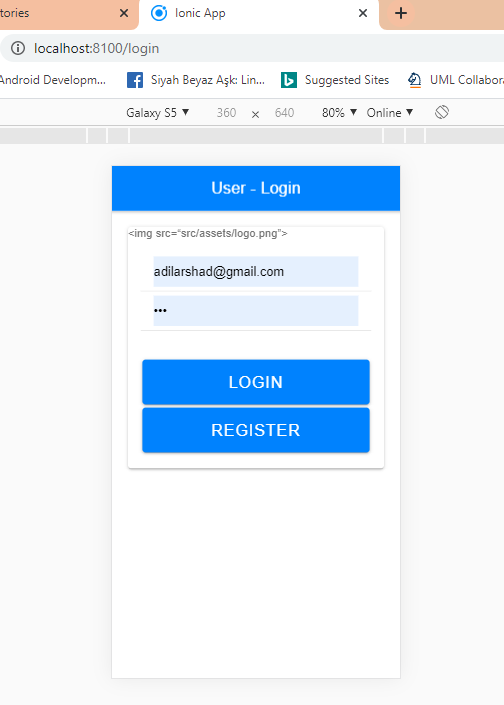 tories
Ionic App
localhost:8100/login
Android Developm...
Siyah Beyaz Aşk: Lin...
Suggested Sites
UML Collabora
Galaxy S5 ▼ 360 × 640 80% ▼ Online ▼
User - Login
<img src=“src/assets/logo.png”>
adilarshad@gmail.com
•••
LOGIN
REGISTER